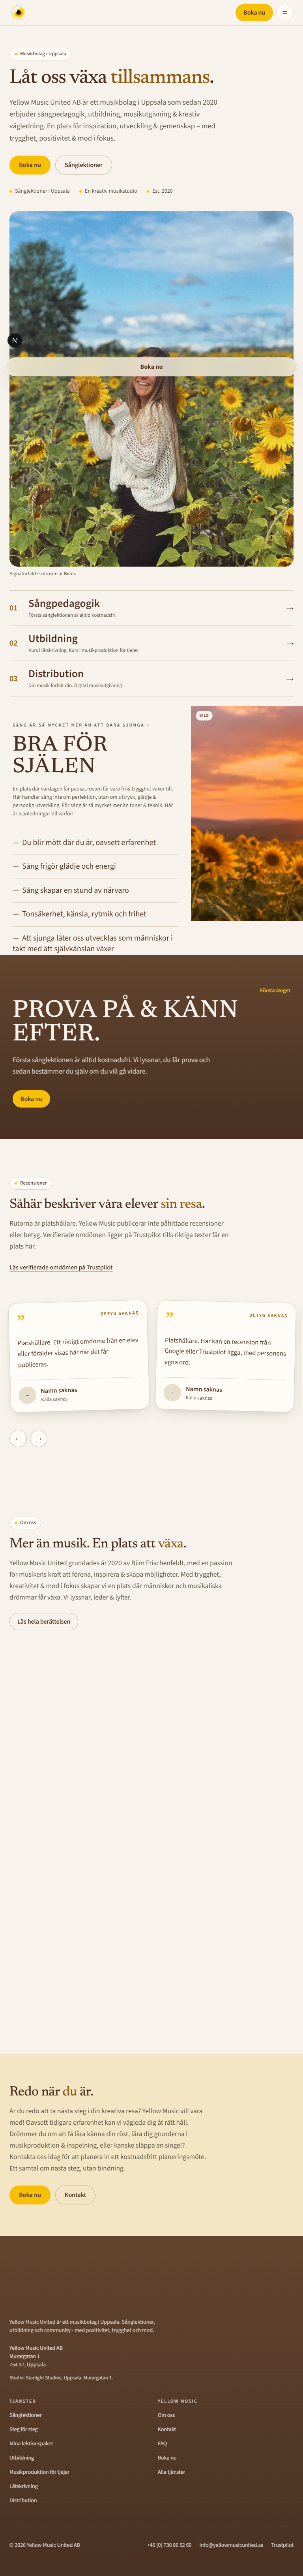 Boka nu
Musikbolag i Uppsala
Låt oss växa tillsammans.
Yellow Music United AB är ett musikbolag i Uppsala som sedan 2020
erbjuder sångpedagogik, utbildning, musikutgivning & kreativ
vägledning. En plats för inspiration, utveckling & gemenskap – med
trygghet, positivitet & mod i fokus.
Boka nu
Sånglektioner
Sånglektioner i Uppsala
En kreativ musikstudio
Est. 2020
N
Boka nu
Signaturbild - solrosen är Biims
01
Sångpedagogik
Första sånglektionen är alltid kostnadsfri.
→
02
Utbildning
Kurs i låtskrivning. Kurs i musikproduktion för tjejer.
→
03
Distribution
Din musik förblir din. Digital musikutgivning.
→
SÅNG ÄR SÅ MYCKET MER ÄN ATT BARA SJUNGA -
BRA FÖR
SJÄLEN
En plats där vardagen får pausa, rösten får vara fri & trygghet växer till.
Här handlar sång inte om perfektion, utan om uttryck, glädje &
personlig utveckling. För sång är så mycket mer än toner & teknik. Här
är 5 anledningar till varför!
— Du blir mött där du är, oavsett erfarenhet
— Sång frigör glädje och energi
— Sång skapar en stund av närvaro
— Tonsäkerhet, känsla, rytmik och frihet
— Att sjunga låter oss utvecklas som människor i
takt med att självkänslan växer
BILD
Första steget
PROVA PÅ & KÄNN
EFTER.
Första sånglektionen är alltid kostnadsfri. Vi lyssnar, du får prova och
sedan bestämmer du själv om du vill gå vidare.
Boka nu
Recensioner
Såhär beskriver våra elever sin resa.
Rutorna är platshållare. Yellow Music publicerar inte påhittade recensioner
eller betyg. Verifierade omdömen ligger på Trustpilot tills riktiga texter får en
plats här.
Läs verifierade omdömen på Trustpilot
”
BETYG SAKNAS
Platshållare. Ett riktigt omdöme från en elev
eller förälder visas här när det får
publiceras.
Namn saknas
Källa saknas
”
BETYG SAKNAS
Platshållare. Här kan en recension från
Google eller Trustpilot ligga, med personens
egna ord.
Namn saknas
Källa saknas
← →
Om oss
Mer än musik. En plats att växa.
Yellow Music United grundades år 2020 av Biim Frischenfeldt, med en passion
för musikens kraft att förena, inspirera & skapa möjligheter. Med trygghet,
kreativitet & mod i fokus skapar vi en plats där människor och musikaliska
drömmar får växa. Vi lyssnar, leder & lyfter.
Läs hela berättelsen
Redo när du är.
Är du redo att ta nästa steg i din kreativa resa? Yellow Music vill vara
med! Oavsett tidigare erfarenhet kan vi vägleda dig åt rätt håll.
Drömmer du om att få lära känna din röst, lära dig grunderna i
musikproduktion & inspelning, eller kanske släppa en singel?
Kontakta oss idag för att planera in ett kostnadsfritt planeringsmöte.
Ett samtal om nästa steg, utan bindning.
Boka nu
Kontakt
Yellow Music United är ett musikbolag i Uppsala. Sånglektioner,
utbildning och community - med positivitet, trygghet och mod.
Yellow Music United AB
Murargatan 1
754 37, Uppsala
Studio: Starlight Studios, Uppsala. Murargatan 1.
TJÄNSTER
Sånglektioner
Steg för steg
Mina lektionspaket
Utbildning
Musikproduktion för tjejer
Låtskrivning
Distribution
YELLOW MUSIC
Om oss
Kontakt
FAQ
Boka nu
Alla tjänster
© 2026 Yellow Music United AB
+46 (0) 730 80 52 69
info@yellowmusicunited.se
Trustpilot